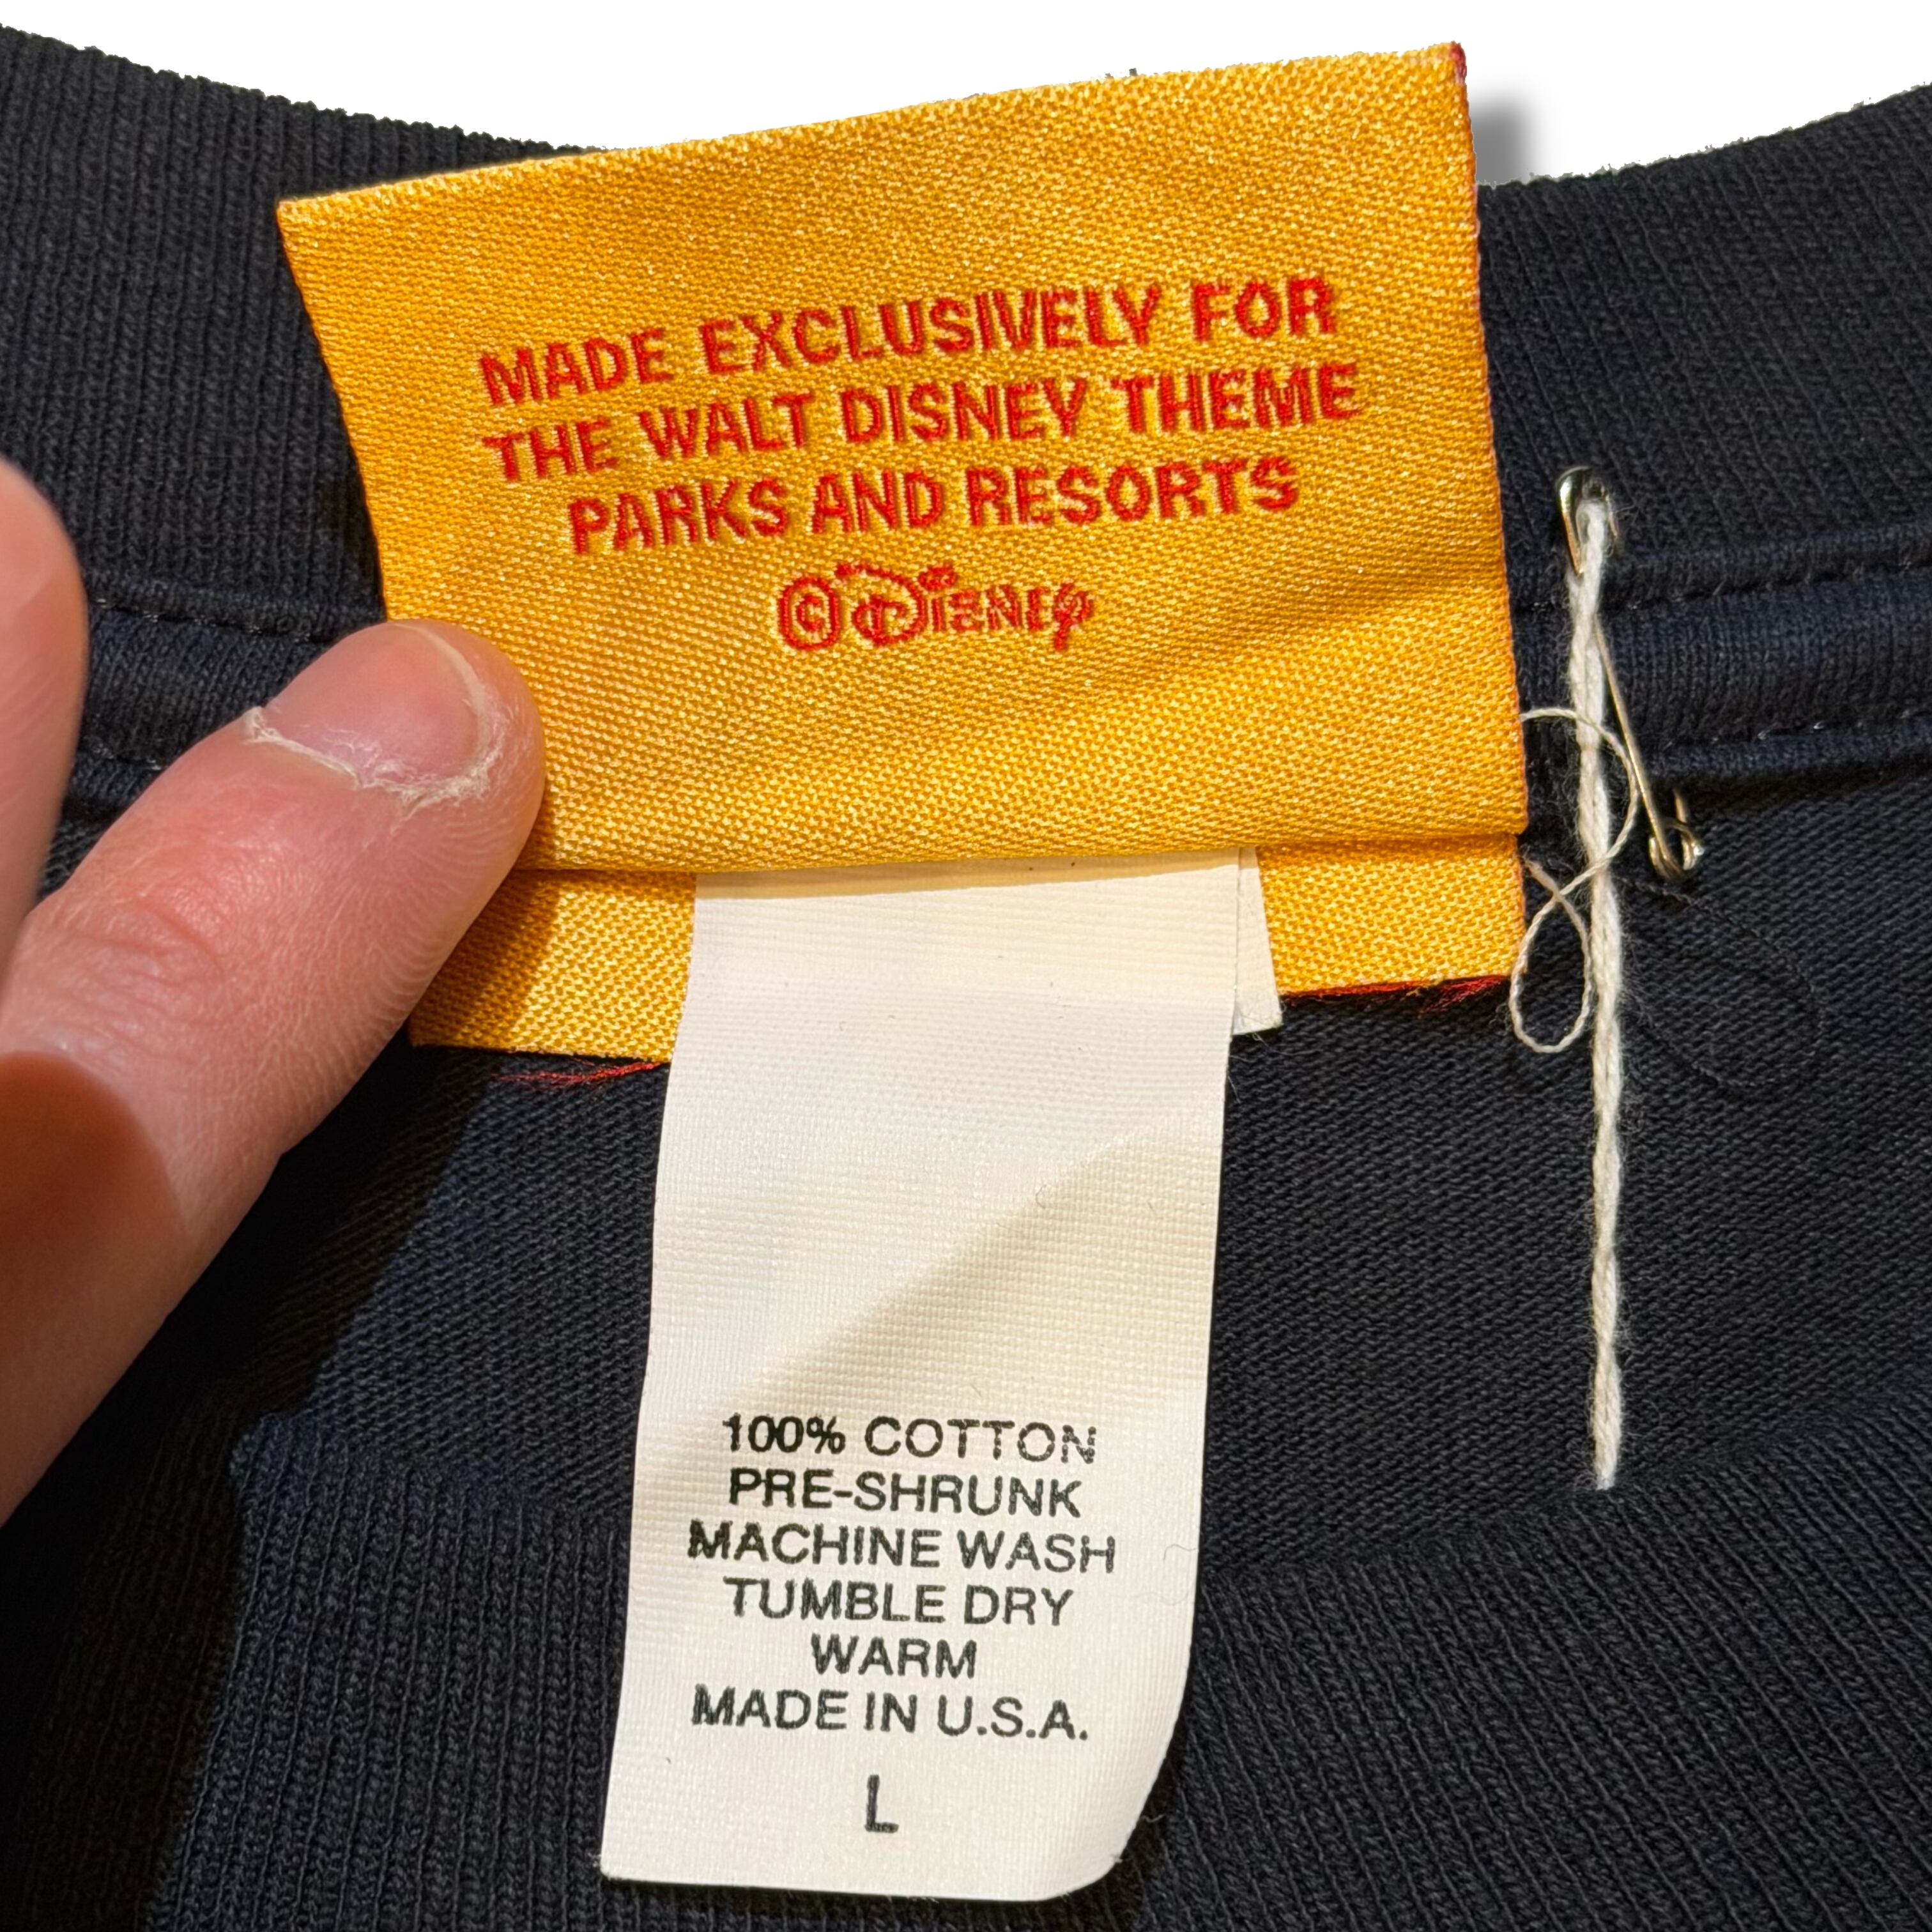 MADE EXCLUSIVELY FOR
THE WALT DISNEY THEME
PARKS AND RESORTS
© DISNEY
100% COTTON
PRE-SHRUNK
MACHINE WASH
TUMBLE DRY
WARM
MADE IN U.S.A.
L